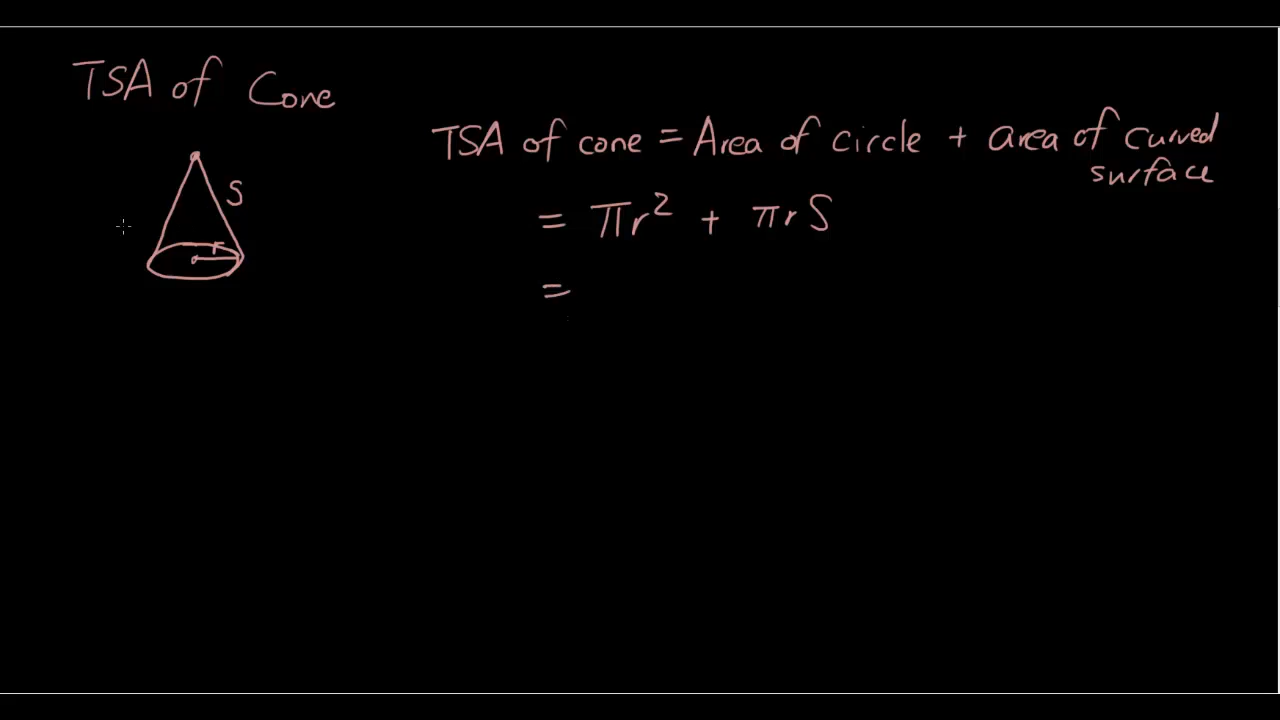 TSA of Cone
TSA of cone = Area of circle + area of curved
surface
S
= πr² + πrS
r
=